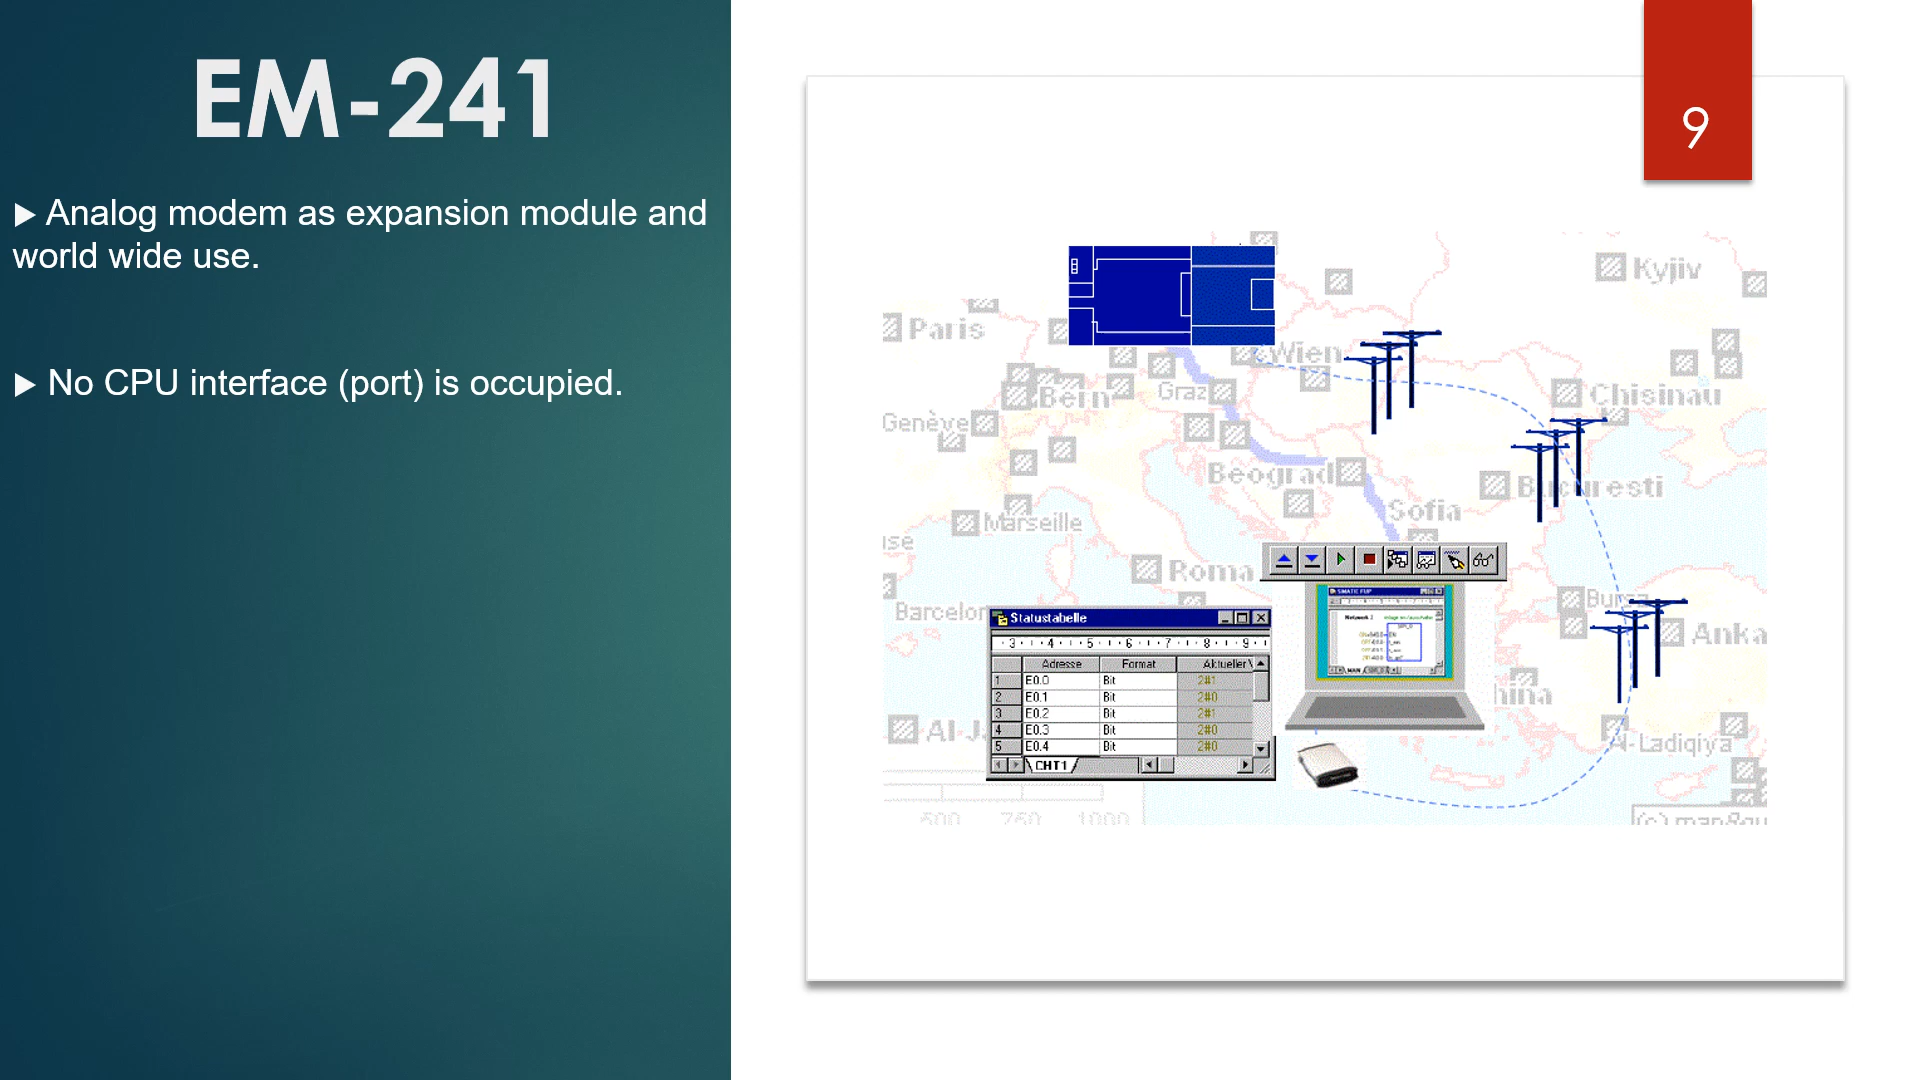 EM-241
Analog modem as expansion module and
world wide use.
No CPU interface (port) is occupied.
9
Kyjiv
Paris
Wien
Bern
Graz
Chisinau
Genève
Beograd
Bucuresti
Sofia
Marseille
Roma
Barcelon
Bursa
Anka
Al-Ladiqiya
Statustabelle
3 4 5 6 7 8 9
Adresse Format Aktueller
1 E0.0 Bit 2#1
2 E0.1 Bit 2#0
3 E0.2 Bit 2#1
4 E0.3 Bit 2#0
5 E0.4 Bit 2#0
CHT1
Network 2
500 750 1000